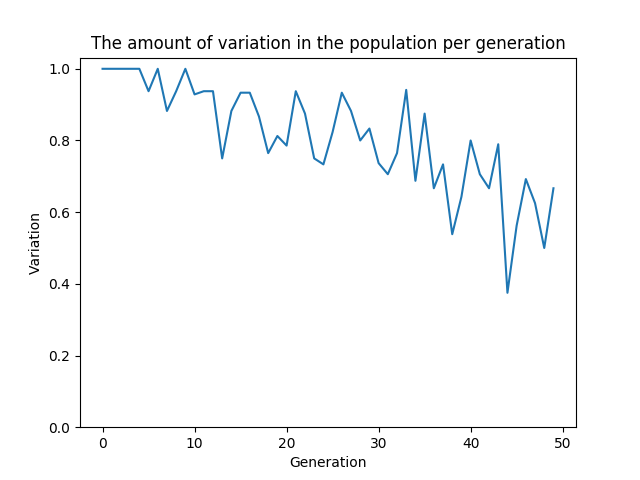 The amount of variation in the population per generation
1.0
0.8
0.6
0.4
0.2
0.0
Variation
0 10 20 30 40 50
Generation